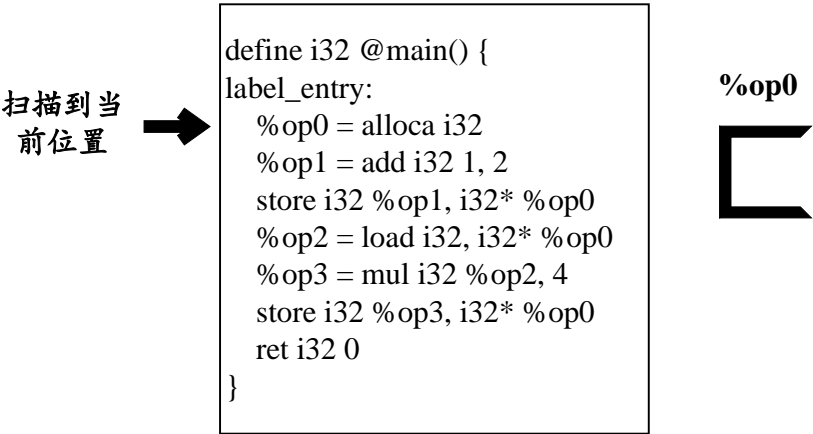 扫描到当
前位置
define i32 @main() {
label_entry:
%op0 = alloca i32
%op1 = add i32 1, 2
store i32 %op1, i32* %op0
%op2 = load i32, i32* %op0
%op3 = mul i32 %op2, 4
store i32 %op3, i32* %op0
ret i32 0
}
%op0